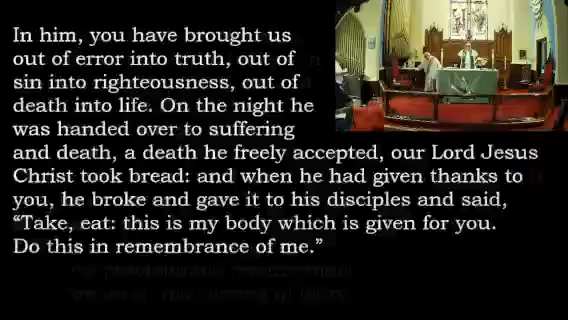 In him, you have brought us
out of error into truth, out of
sin into righteousness, out of
death into life. On the night he
was handed over to suffering
and death, a death he freely accepted, our Lord Jesus
Christ took bread: and when he had given thanks to
you, he broke and gave it to his disciples and said,
“Take, eat: this is my body which is given for you.
Do this in remembrance of me.”